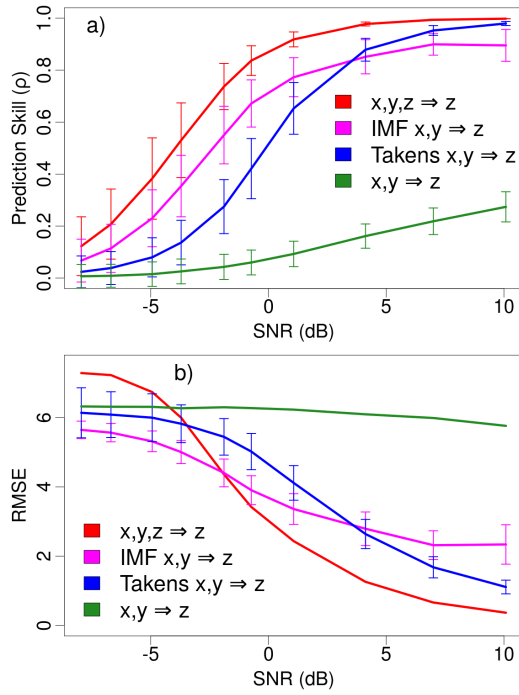 a)
1.0
0.8
0.6
0.4
0.2
0.0
Prediction Skill (ρ)
x,y,z ⇒ z
IMF x,y ⇒ z
Takens x,y ⇒ z
x,y ⇒ z
-5 0 5 10
SNR (dB)
b)
6
4
2
0
RMSE
x,y,z ⇒ z
IMF x,y ⇒ z
Takens x,y ⇒ z
x,y ⇒ z
-5 0 5 10
SNR (dB)